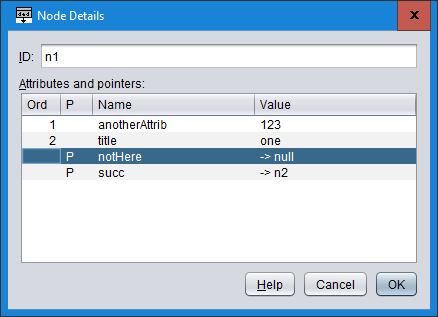 Node Details
ID: n1
Attributes and pointers:
Ord P Name Value
1 anotherAttrib 123
2 title one
P notHere -> null
P succ -> n2
Help Cancel OK